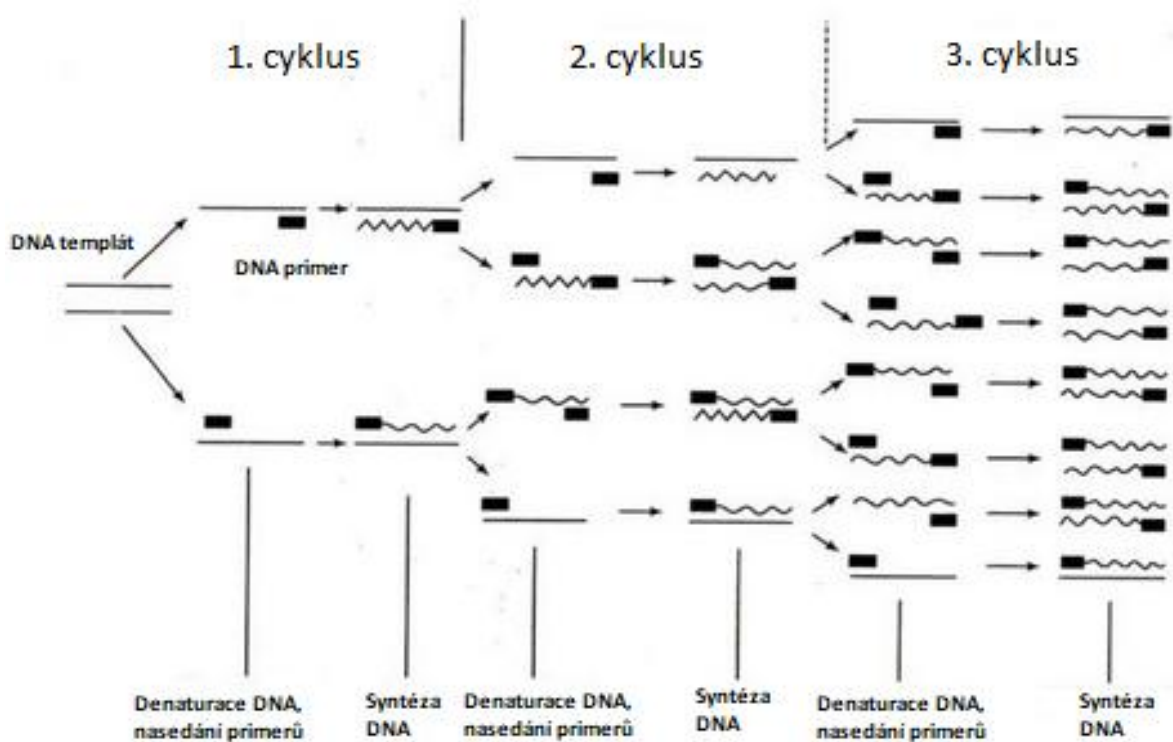 1. cyklus
2. cyklus
3. cyklus
DNA templát
DNA primer
Denaturace DNA,
nasedání primerů
Syntéza
DNA
Denaturace DNA,
nasedání primerů
Syntéza
DNA
Denaturace DNA,
nasedání primerů
Syntéza
DNA